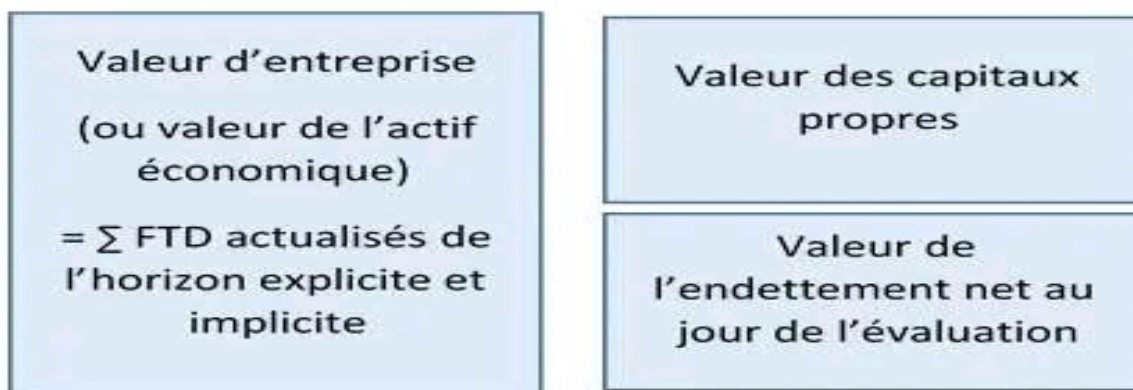 Valeur d’entreprise
(ou valeur de l’actif
économique)
= ∑ FTD actualisés de
l’horizon explicite et
implicite
Valeur des capitaux
propres
Valeur de
l’endettement net au
jour de l’évaluation